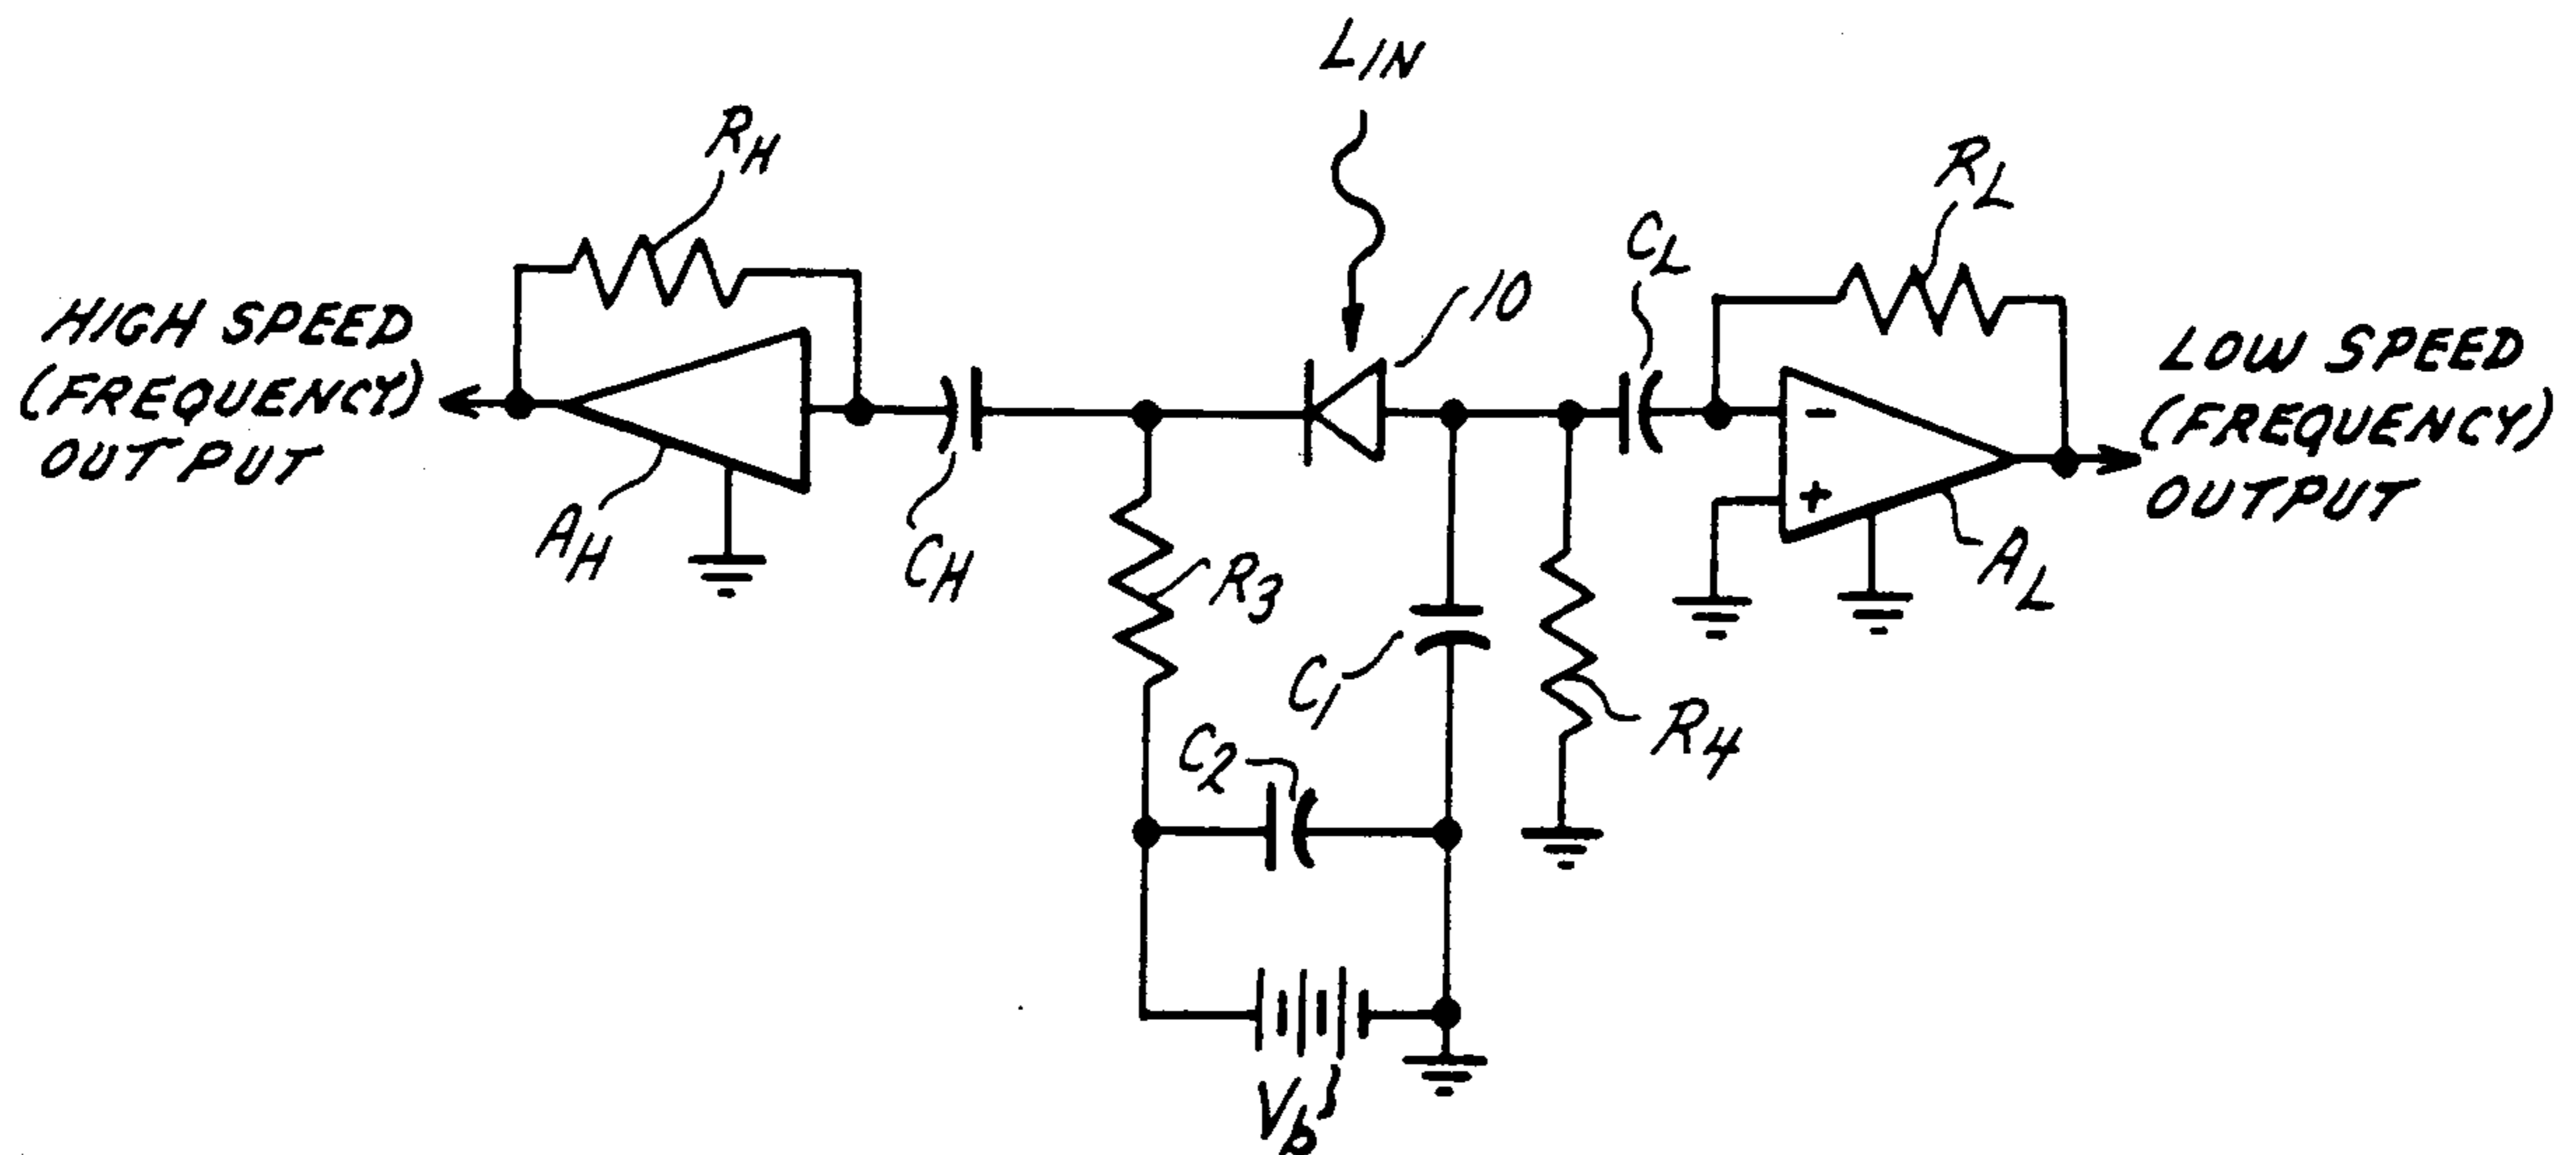 LIN
RH
RL
CL
10
HIGH SPEED
(FREQUENCY)
OUTPUT
LOW SPEED
(FREQUENCY)
OUTPUT
-
+
AH
CH
R3
AL
C1
R4
C2
Vb